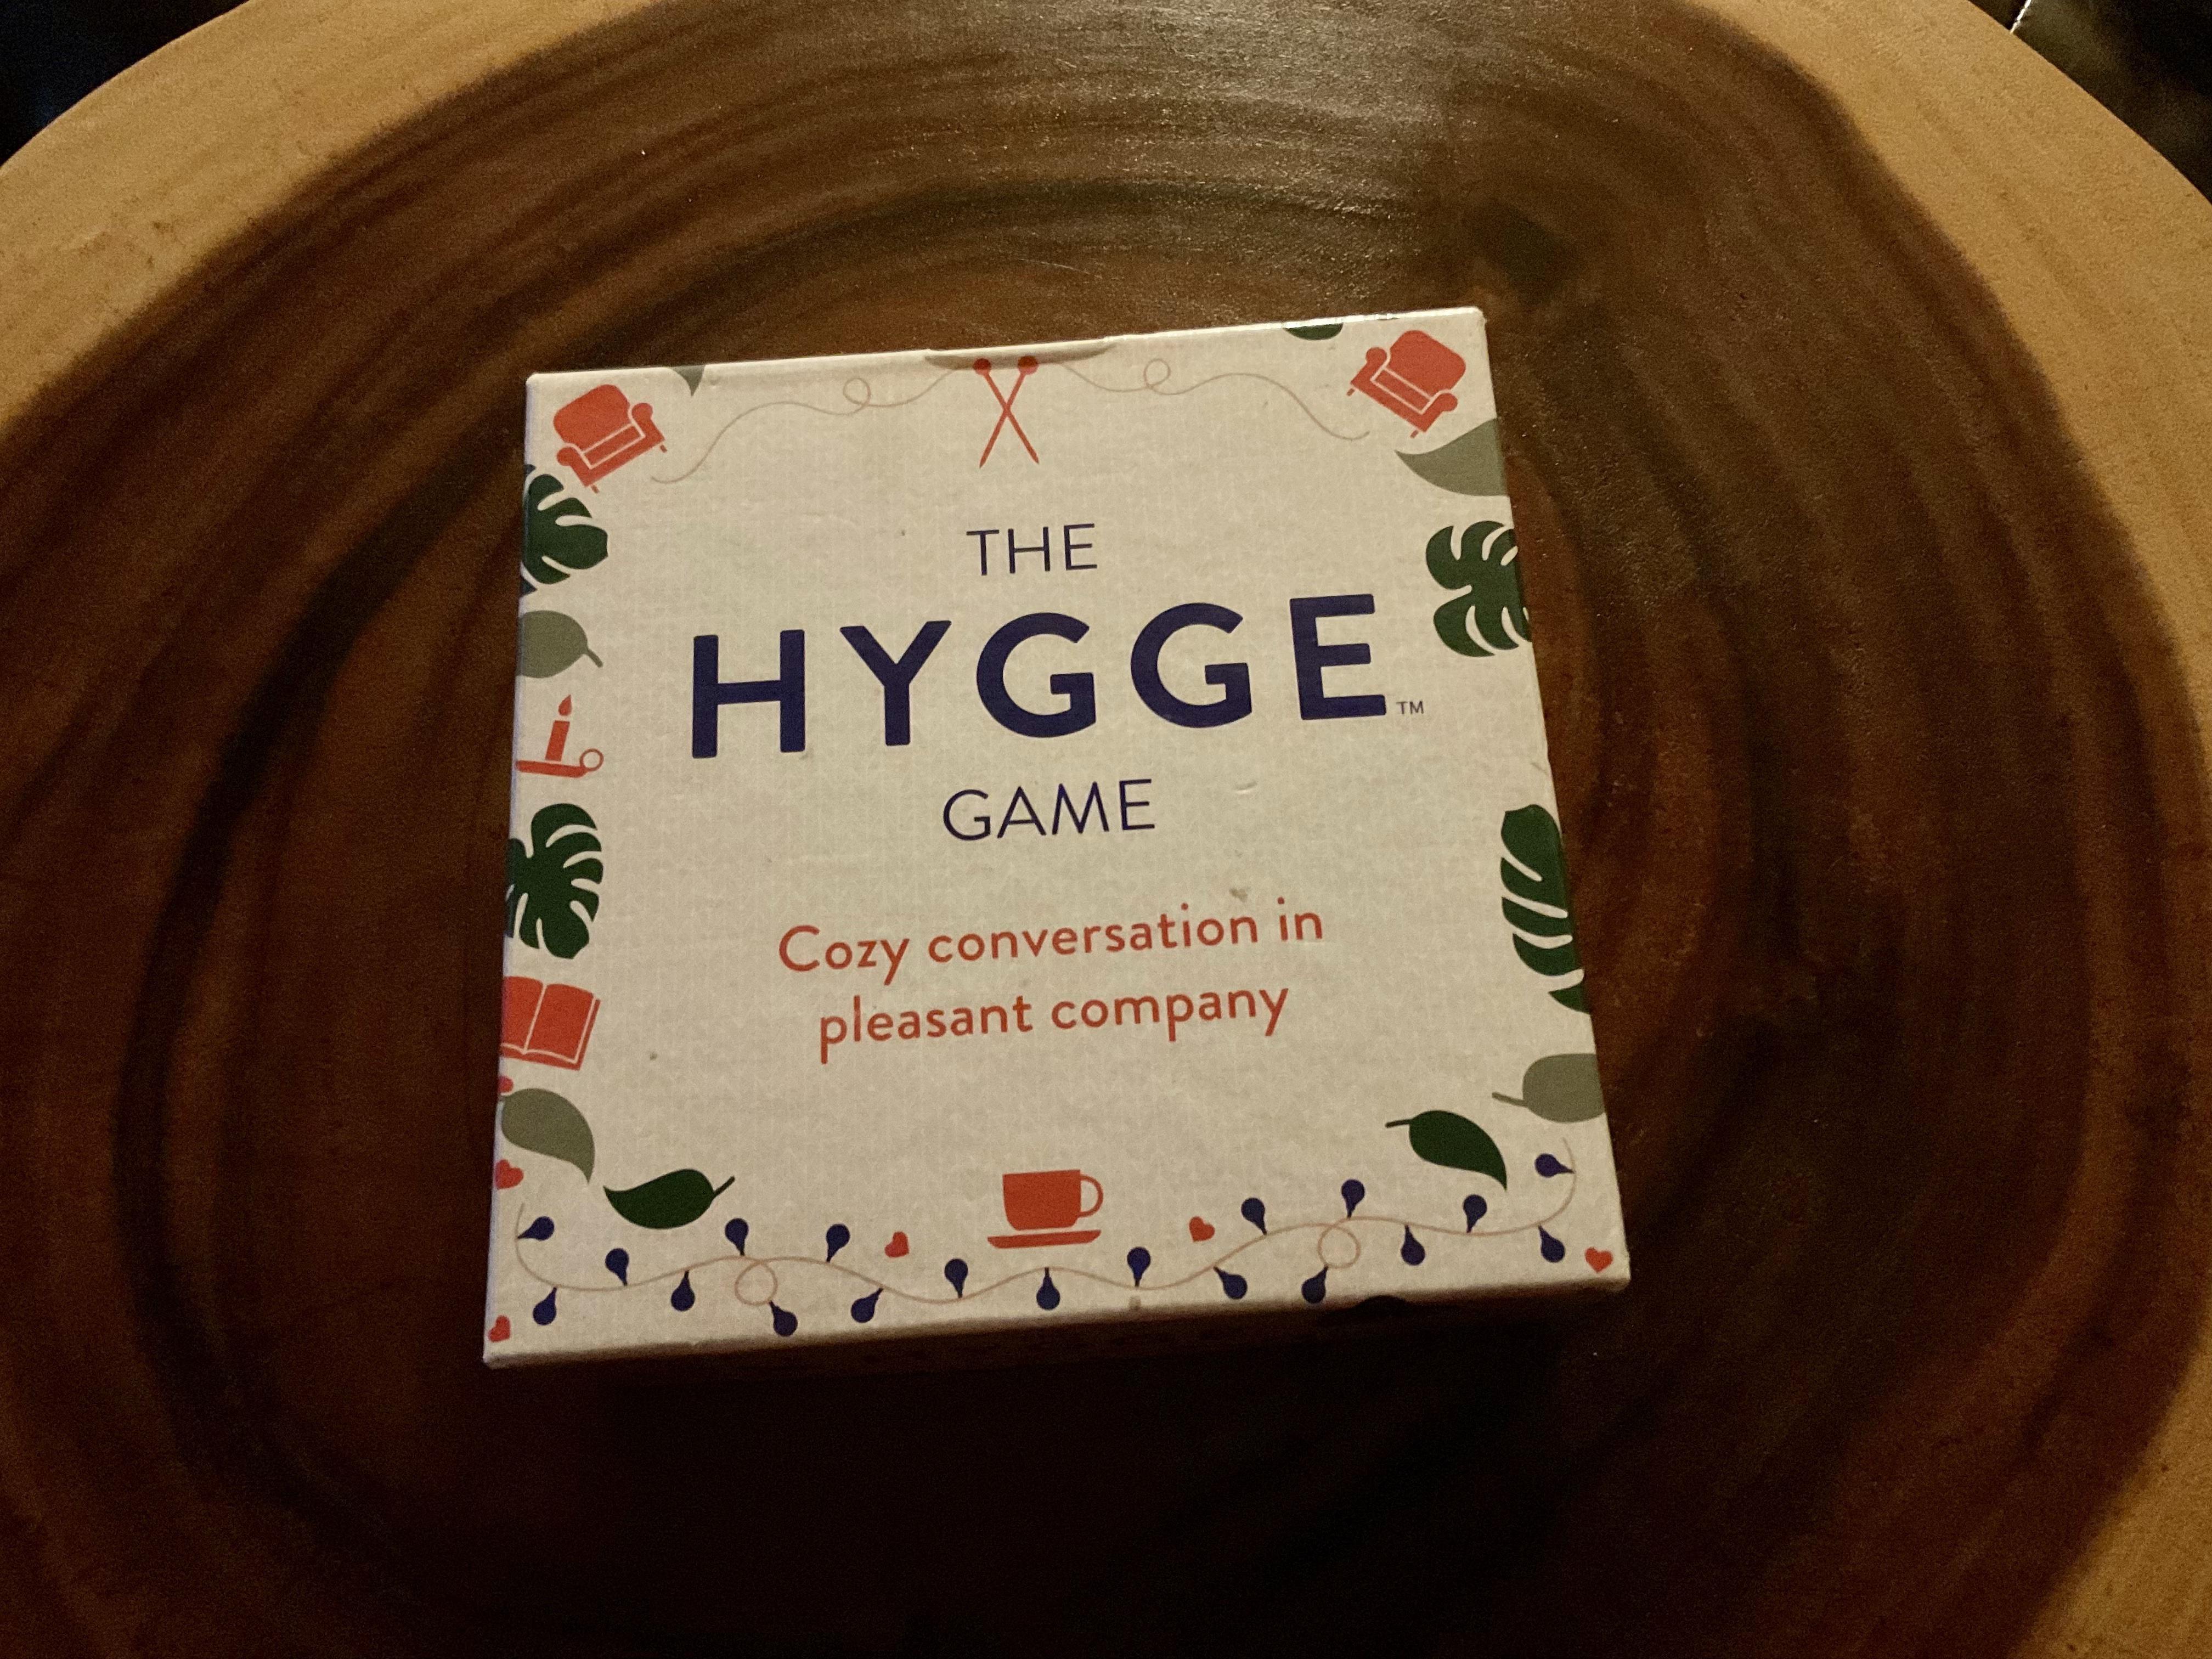 THE
HYGGE™
GAME
Cozy conversation in
pleasant company